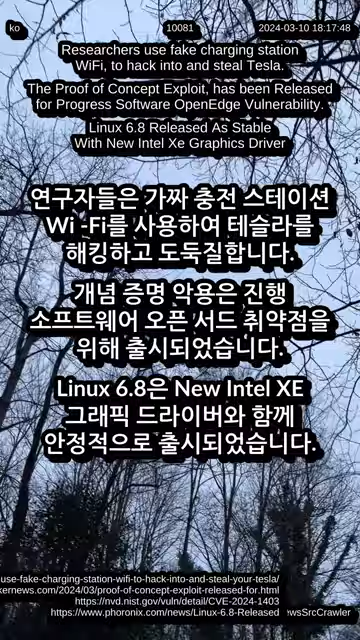 ko
10081
2024-03-10 18:17:48
Researchers use fake charging station
WiFi, to hack into and steal Tesla.
The Proof of Concept Exploit, has been Released
for Progress Software OpenEdge Vulnerability.
Linux 6.8 Released As Stable
With New Intel Xe Graphics Driver
연구자들은 가짜 충전 스테이션
Wi -Fi를 사용하여 테슬라를
해킹하고 도둑질합니다.
개념 증명 악용은 진행
소프트웨어 오픈 서드 취약점을
위해 출시되었습니다.
Linux 6.8은 New Intel XE
그래픽 드라이버와 함께
안정적으로 출시되었습니다.
use-fake-charging-station-wifi-to-hack-into-and-steal-your-tesla/
kernews.com/2024/03/proof-of-concept-exploit-released-for.html
https://nvd.nist.gov/vuln/detail/CVE-2024-1403
https://www.phoronix.com/news/Linux-6.8-Released
wsSrcCrawler